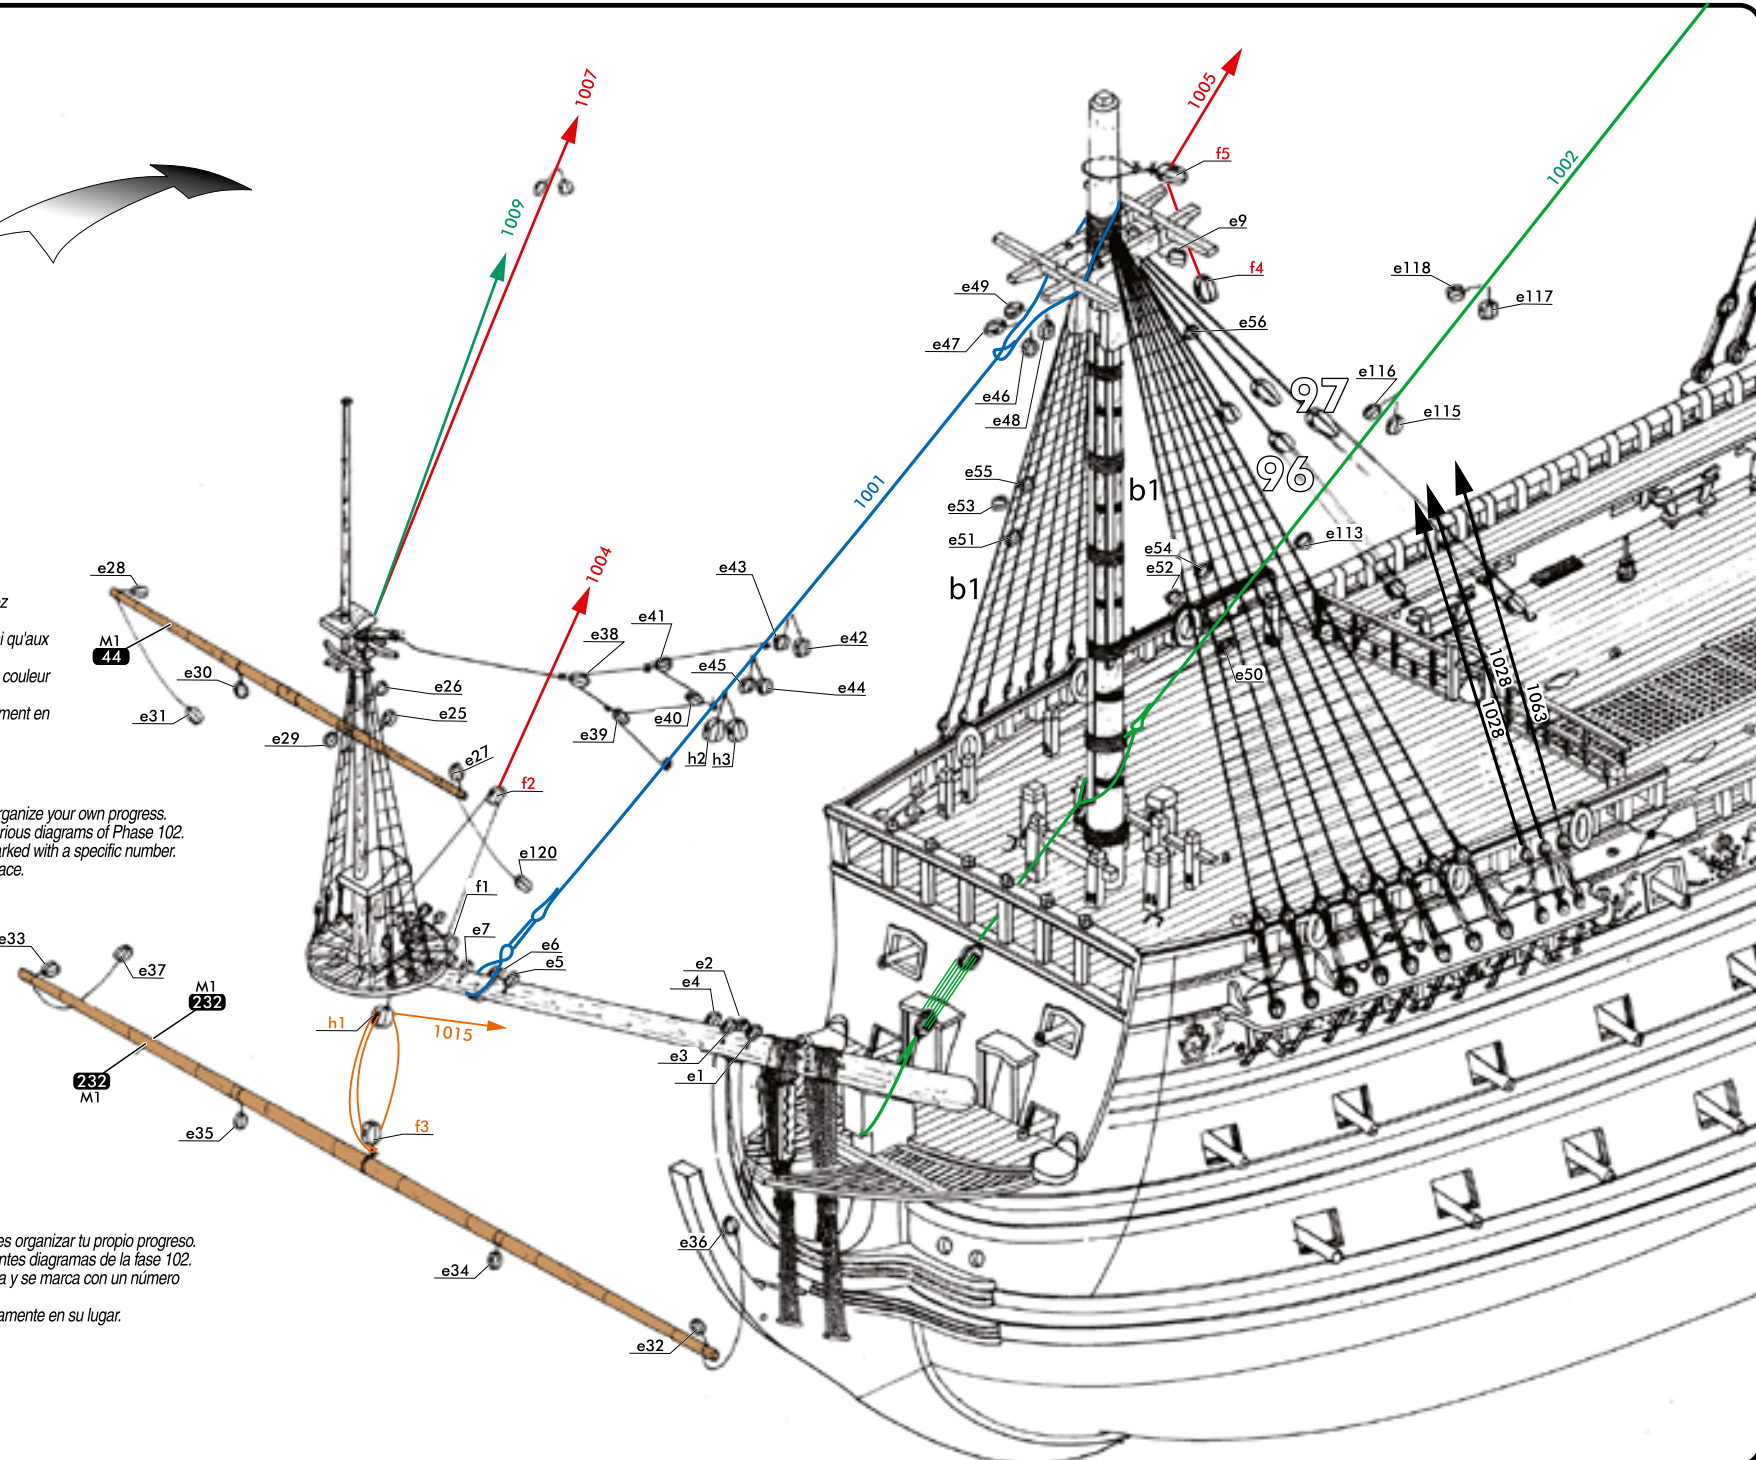 1007
1005
f5
1002
e9
1009
f4
e118
e117
e49
e56
e47
e46
e48
97
e116
e115
e55
96
1001
b1
e53
e51
e113
e54
e52
b1
1004
e28
ez
i qu'aux
couleur
ment en
M1
44
e30
e31
e29
e26
e25
e27
e43
e41
e38
e42
e45
e44
e40
e39
h2
h3
e50
1028
1028
1063
f2
rganize your own progress.
rious diagrams of Phase 102.
arked with a specific number.
ace.
e120
f1
e7
e6
e5
e33
e37
e2
e4
M1
232
h1
1015
e3
e1
232
M1
e35
f3
e36
e34
es organizar tu propio progreso.
ntes diagramas de la fase 102.
a y se marca con un número
amente en su lugar.
e32